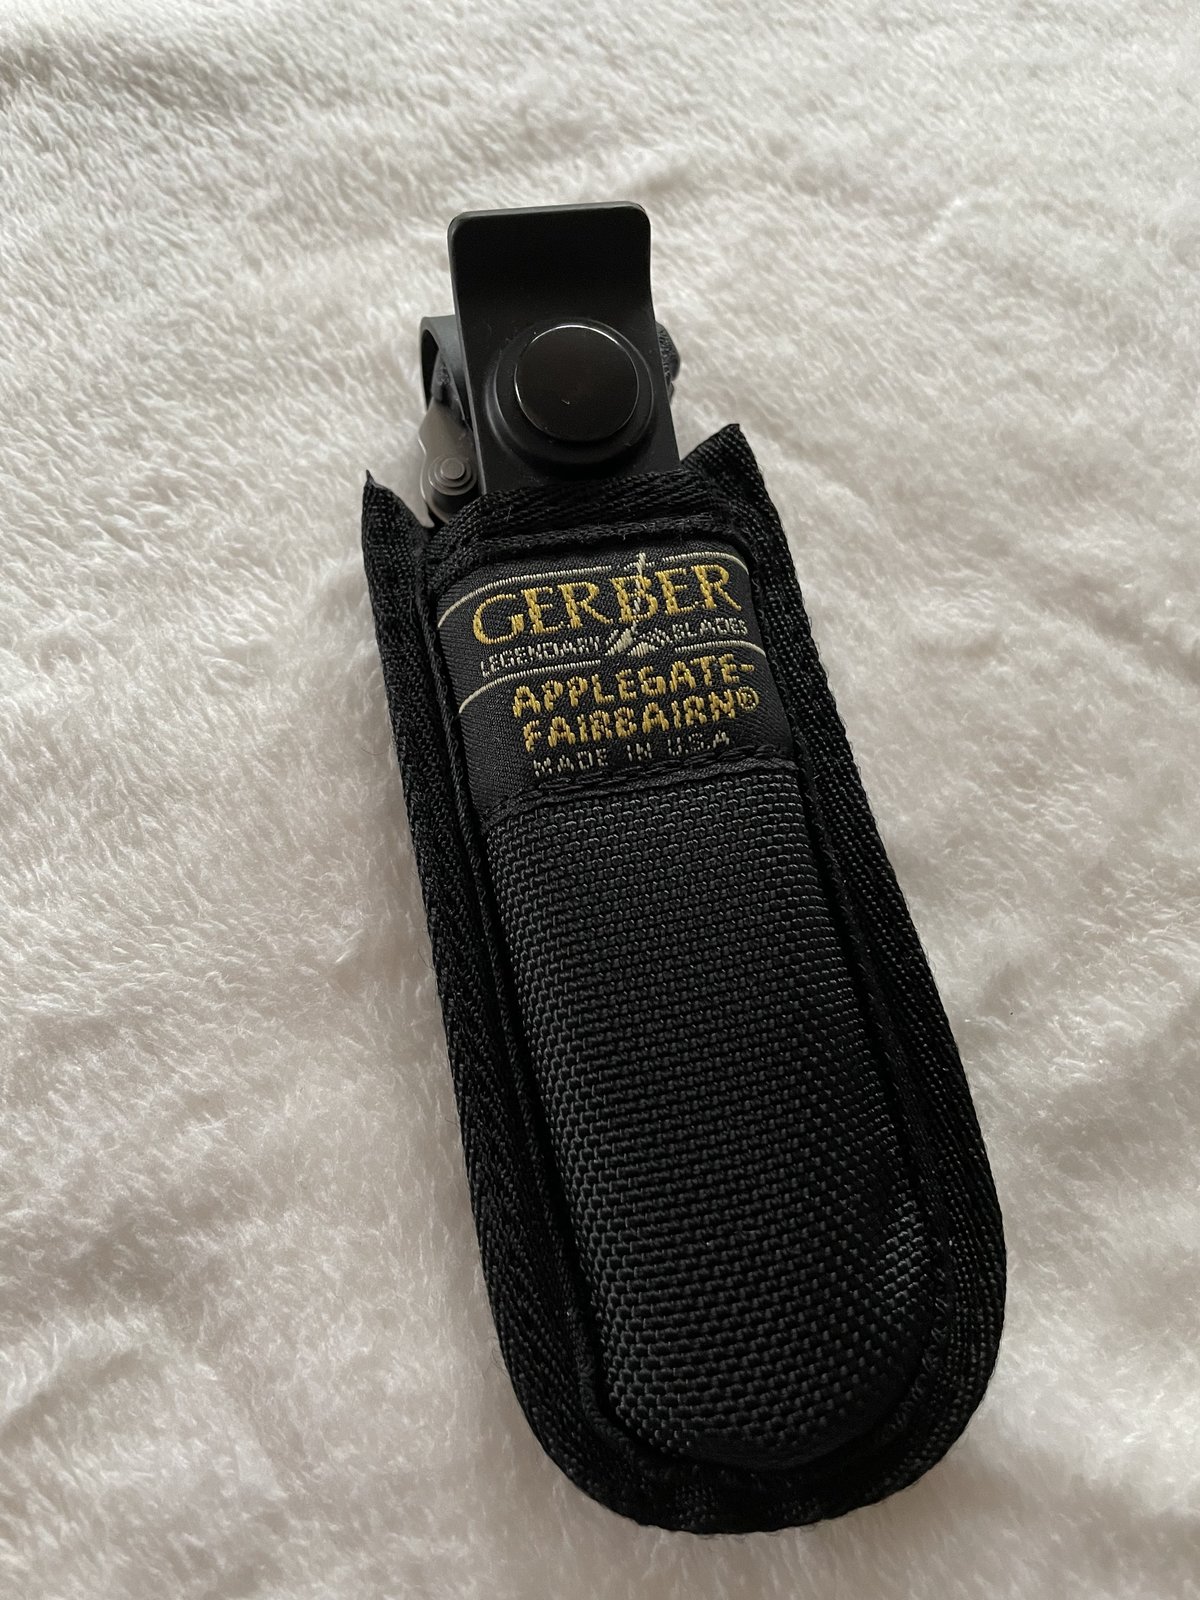 GERBER
LEGENDARY BLADES
APPLEGATE-
FAIRBAIRN®
MADE IN U.S.A